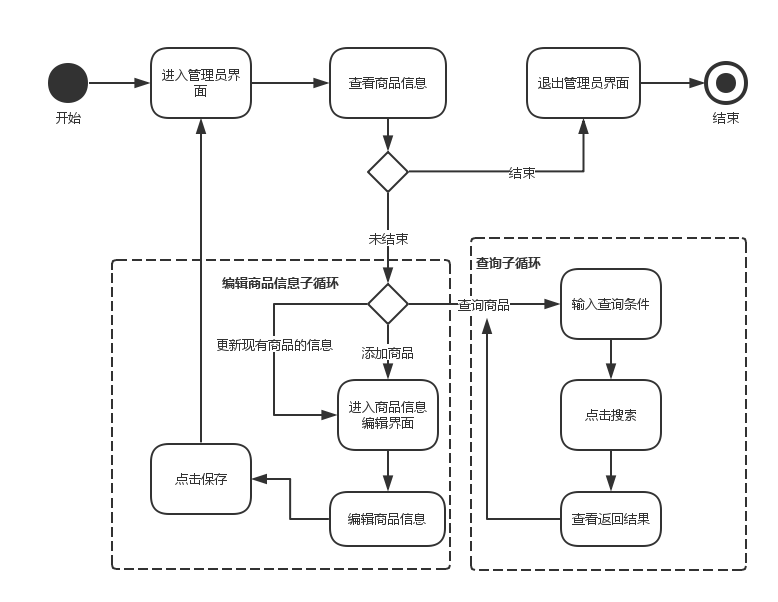 进入管理员界
面
查看商品信息
退出管理员界面
开始
结束
结束
未结束
查询子循环
编辑商品信息子循环
查询商品
输入查询条件
更新现有商品的信息
添加商品
进入商品信息
编辑界面
点击搜索
点击保存
编辑商品信息
查看返回结果